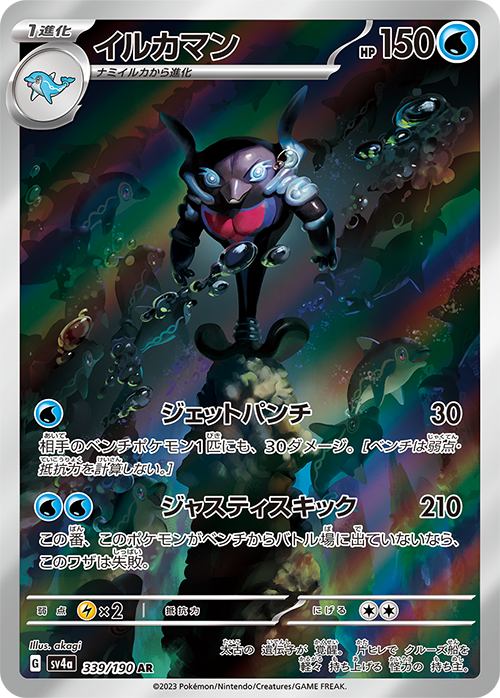 1進化
イルカマン
HP 150
ナミイルカから進化
ジェットパンチ 30
相手のベンチポケモン1匹にも、30ダメージ。[ベンチは弱点・
抵抗力を計算しない。]
ジャスティスキック 210
この番、このポケモンがベンチからバトル場に出ていないなら、
このワザは失敗。
弱点 ×2 抵抗力 にげる
Illus. akagi
G sv4a 339/190 AR
太古の 遺伝子が 覚醒。 片ヒレで クルーズ船を
軽々 持ち上げる 怪力の 持ち主。
©2023 Pokémon/Nintendo/Creatures/GAME FREAK.